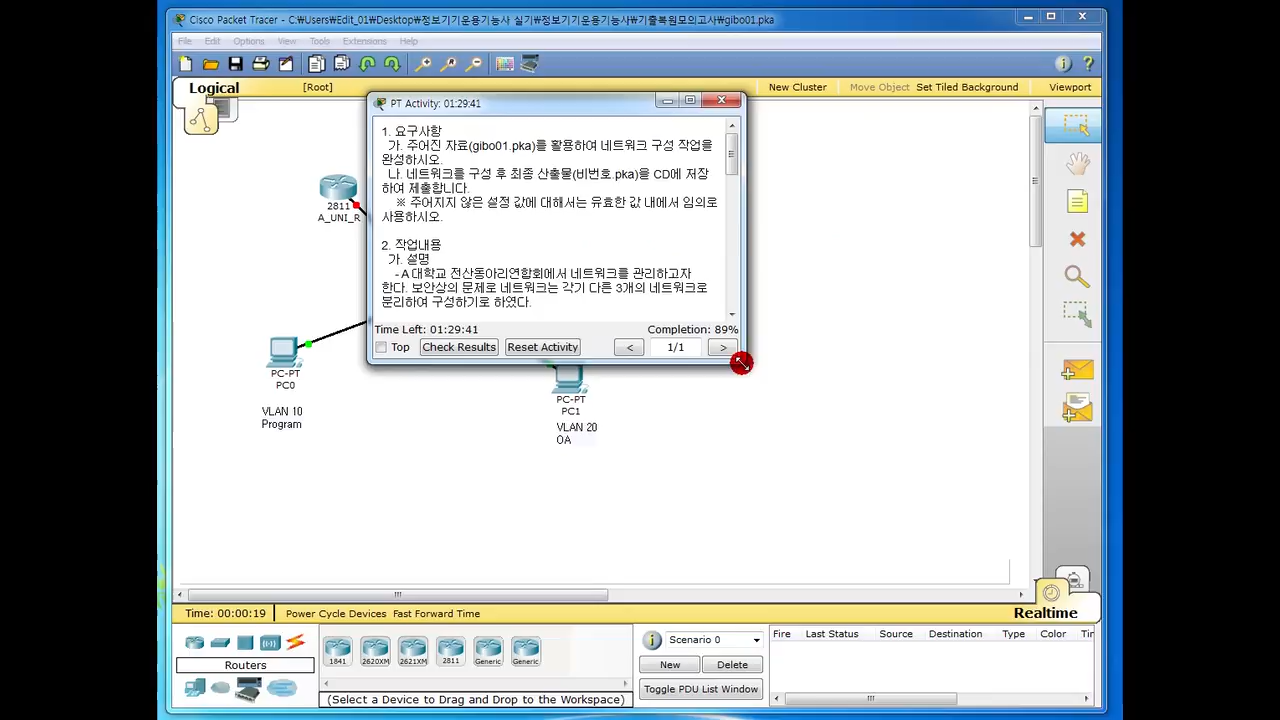 Cisco Packet Tracer - C:\Users\Edit_01\Desktop\정보기기운용기능사 실기\정보기기운용기능사\기출복원모의고사\gibo01.pka
File Edit Options View Tools Extensions Help
Logical [Root] New Cluster Move Object Set Tiled Background Viewport
PT Activity: 01:29:41
1. 요구사항
가. 주어진 자료(gibo01.pka)를 활용하여 네트워크 구성 작업을
완성하시오.
나. 네트워크를 구성 후 최종 산출물(비번호.pka)을 CD에 저장
하여 제출합니다.
※ 주어지지 않은 설정 값에 대해서는 유효한 값 내에서 임의로
사용하시오.
2. 작업내용
가. 설명
- A 대학교 전산동아리연합회에서 네트워크를 관리하고자
한다. 보안상의 문제로 네트워크는 각기 다른 3개의 네트워크로
분리하여 구성하기로 하였다.
Time Left: 01:29:41 Completion: 89%
Top Check Results Reset Activity < 1/1 >
2811
A_UNI_R
PC-PT
PC0
VLAN 10
Program
PC-PT
PC1
VLAN 20
OA
Realtime
Time: 00:00:19 Power Cycle Devices Fast Forward Time
Routers
1841 2620XM 2621XM 2811 Generic Generic
(Select a Device to Drag and Drop to the Workspace)
Scenario 0
New Delete
Toggle PDU List Window
Fire Last Status Source Destination Type Color Tir